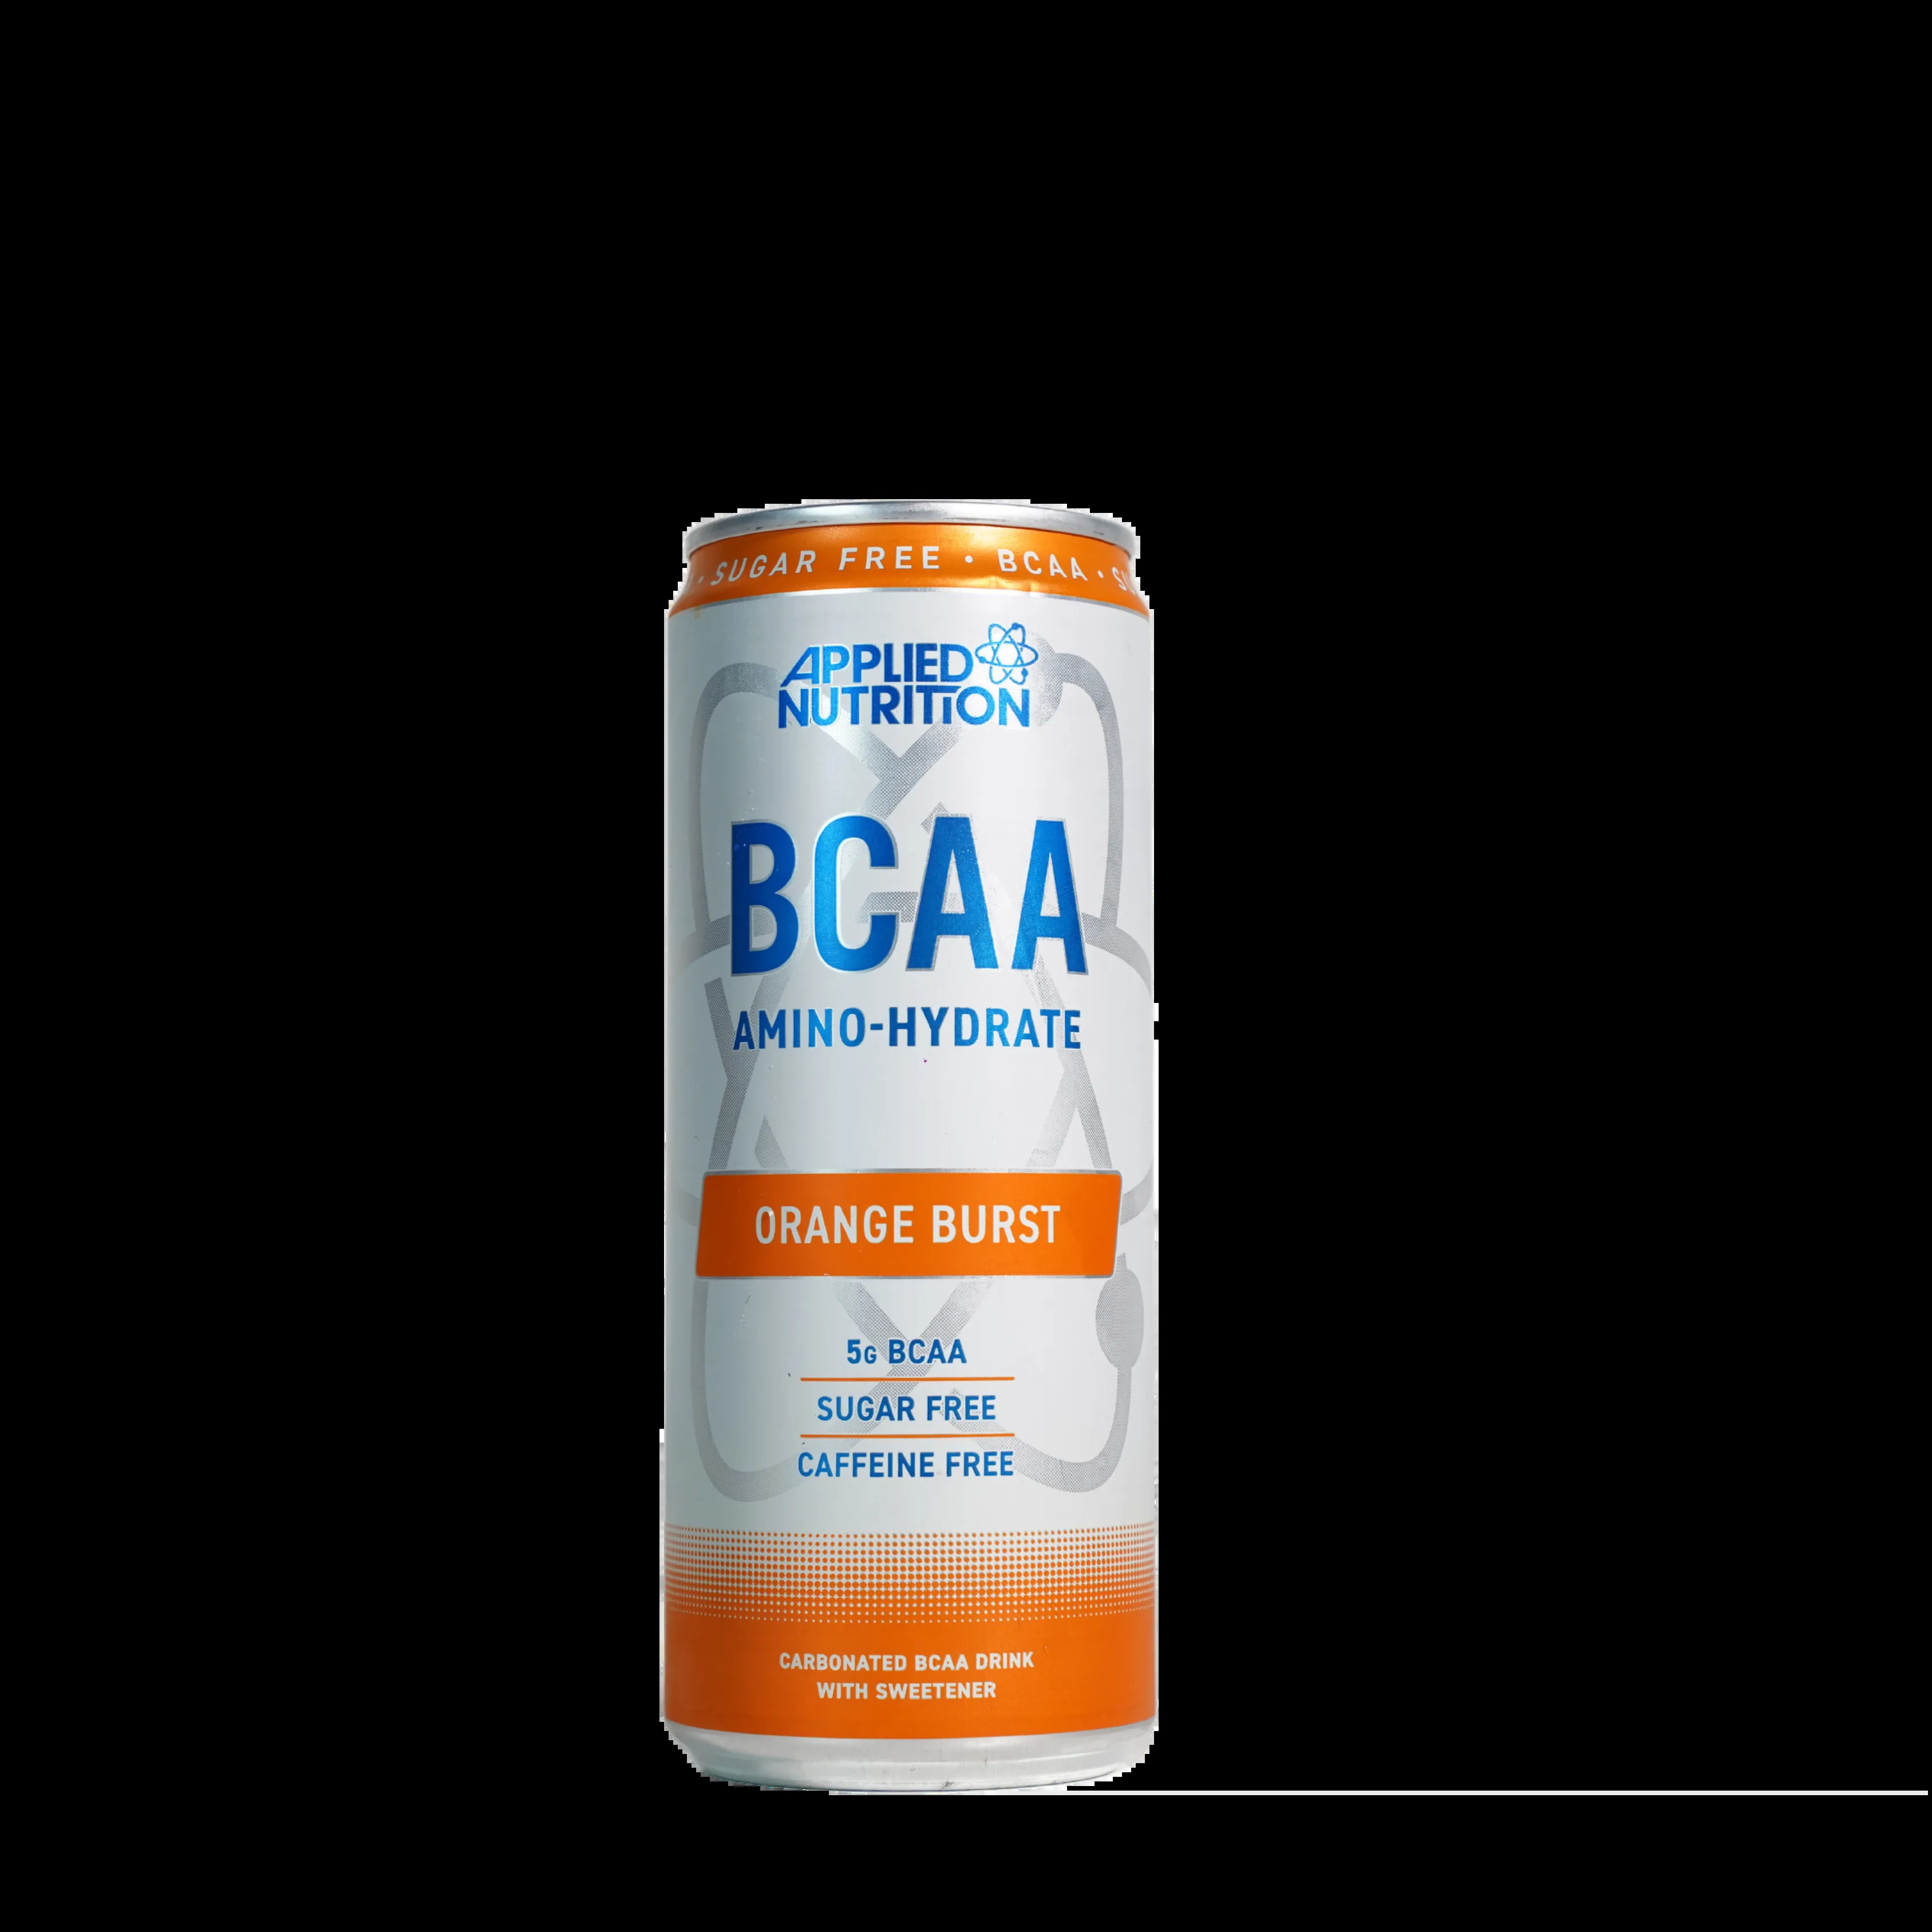 • SUGAR FREE • BCAA •
APPLIED
NUTRITION
BCAA
AMINO-HYDRATE
ORANGE BURST
5G BCAA
SUGAR FREE
CAFFEINE FREE
CARBONATED BCAA DRINK
WITH SWEETENER